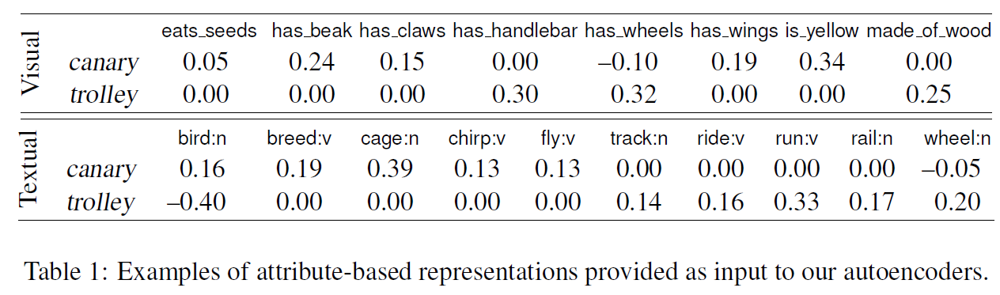 Visual
eats_seeds has_beak has_claws has_handlebar has_wheels has_wings is_yellow made_of_wood
canary 0.05 0.24 0.15 0.00 –0.10 0.19 0.34 0.00
trolley 0.00 0.00 0.00 0.30 0.32 0.00 0.00 0.25
Textual
bird:n breed:v cage:n chirp:v fly:v track:n ride:v run:v rail:n wheel:n
canary 0.16 0.19 0.39 0.13 0.13 0.00 0.00 0.00 0.00 –0.05
trolley –0.40 0.00 0.00 0.00 0.00 0.14 0.16 0.33 0.17 0.20
Table 1: Examples of attribute-based representations provided as input to our autoencoders.